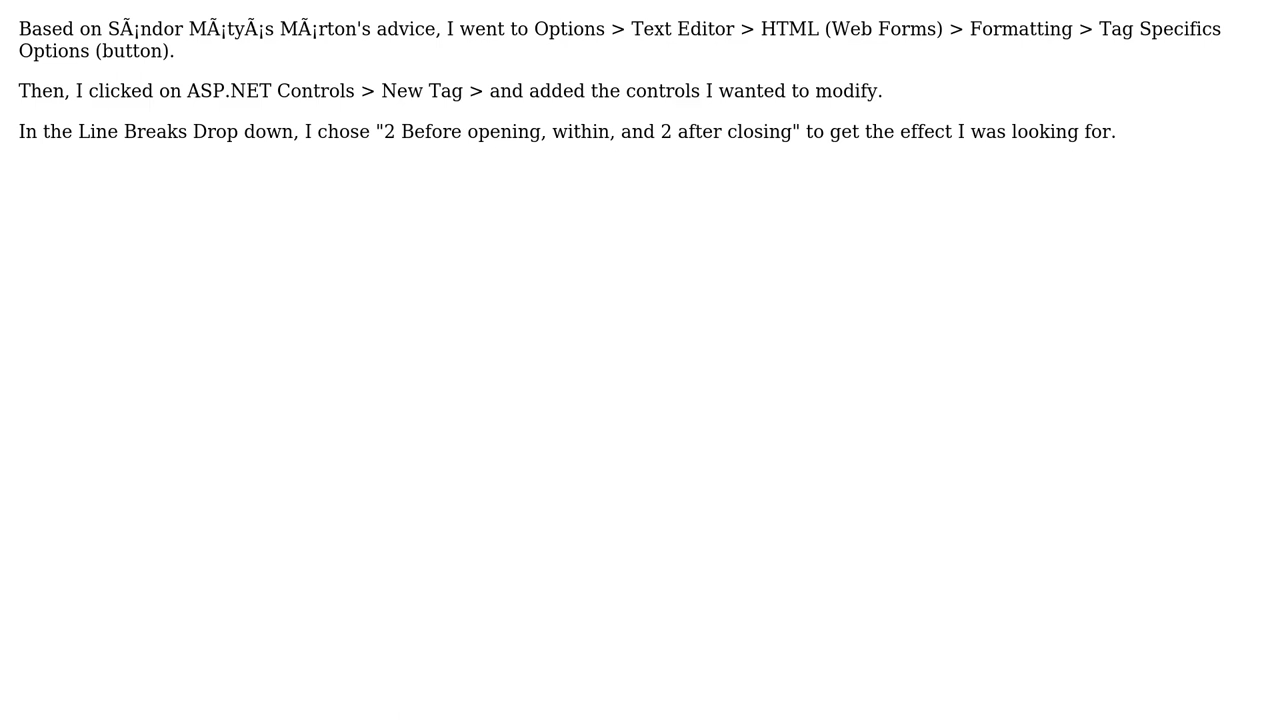 Based on SÃ¡ndor MÃ¡tyÃ¡s MÃ¡rton's advice, I went to Options > Text Editor > HTML (Web Forms) > Formatting > Tag Specifics
Options (button).
Then, I clicked on ASP.NET Controls > New Tag > and added the controls I wanted to modify.
In the Line Breaks Drop down, I chose "2 Before opening, within, and 2 after closing" to get the effect I was looking for.